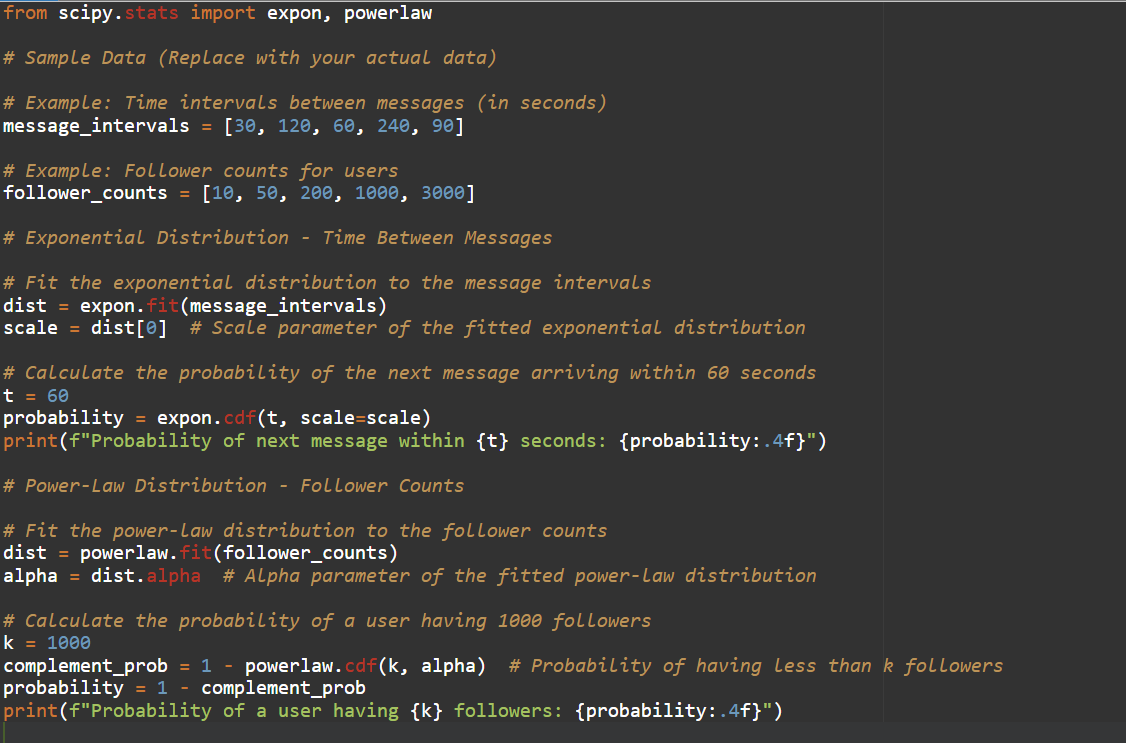 from scipy.stats import expon, powerlaw
# Sample Data (Replace with your actual data)
# Example: Time intervals between messages (in seconds)
message_intervals = [30, 120, 60, 240, 90]
# Example: Follower counts for users
follower_counts = [10, 50, 200, 1000, 3000]
# Exponential Distribution - Time Between Messages
# Fit the exponential distribution to the message intervals
dist = expon.fit(message_intervals)
scale = dist[0]  # Scale parameter of the fitted exponential distribution
# Calculate the probability of the next message arriving within 60 seconds
t = 60
probability = expon.cdf(t, scale=scale)
print(f"Probability of next message within {t} seconds: {probability:.4f}")
# Power-Law Distribution - Follower Counts
# Fit the power-law distribution to the follower counts
dist = powerlaw.fit(follower_counts)
alpha = dist.alpha  # Alpha parameter of the fitted power-law distribution
# Calculate the probability of a user having 1000 followers
k = 1000
complement_prob = 1 - powerlaw.cdf(k, alpha)  # Probability of having less than k followers
probability = 1 - complement_prob
print(f"Probability of a user having {k} followers: {probability:.4f}")